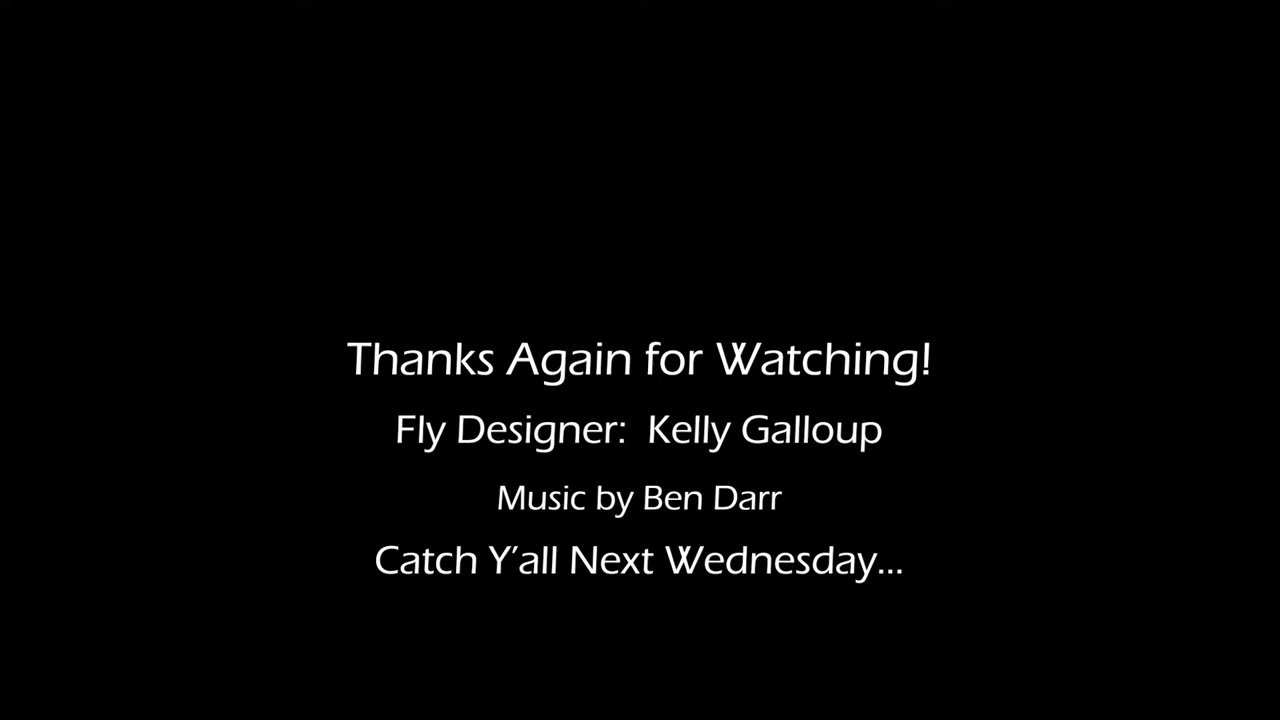 Thanks Again for Watching!
Fly Designer:  Kelly Galloup
Music by Ben Darr
Catch Y’all Next Wednesday...